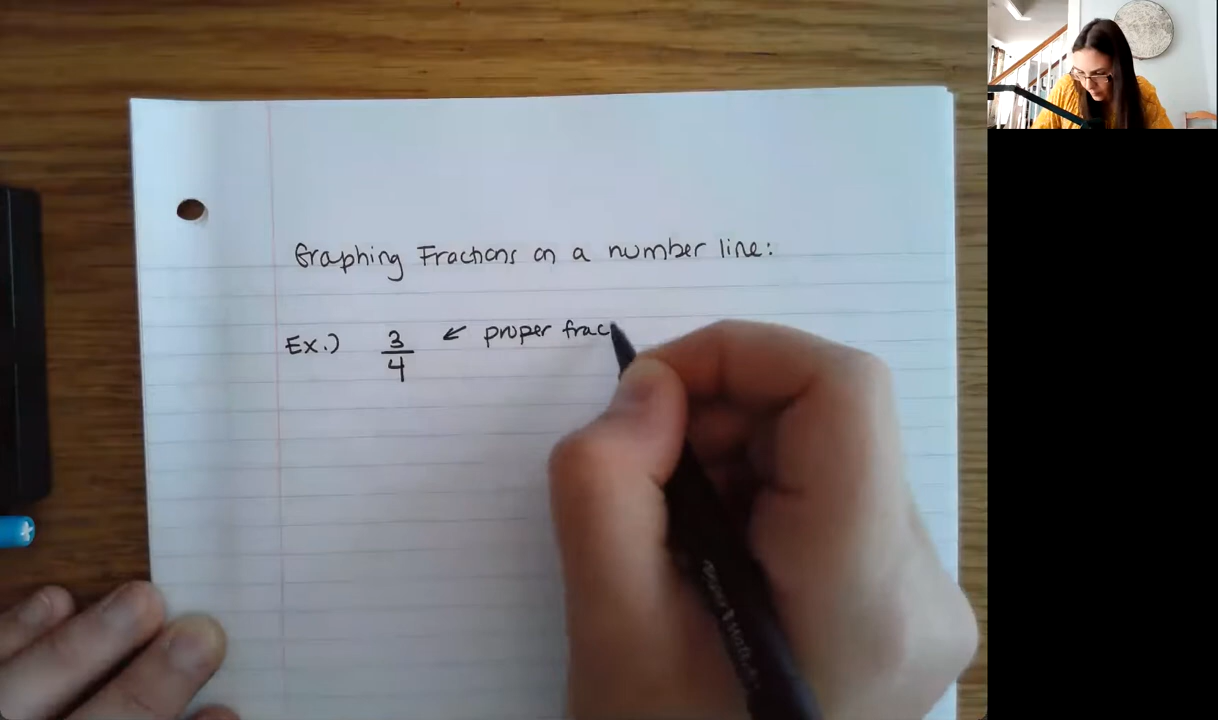 Graphing Fractions on a number line:
Ex.) 3/4 ← proper frac